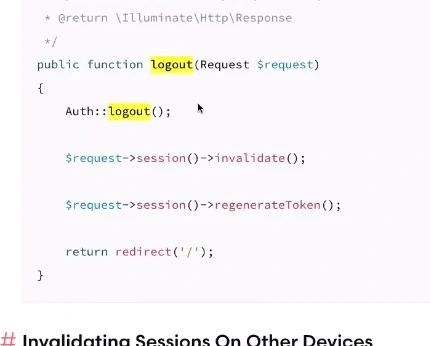 * @return \Illuminate\Http\Response
*/
public function logout(Request $request)
{
Auth::logout();
$request->session()->invalidate();
$request->session()->regenerateToken();
return redirect('/');
}
# Invalidating Sessions On Other Devices